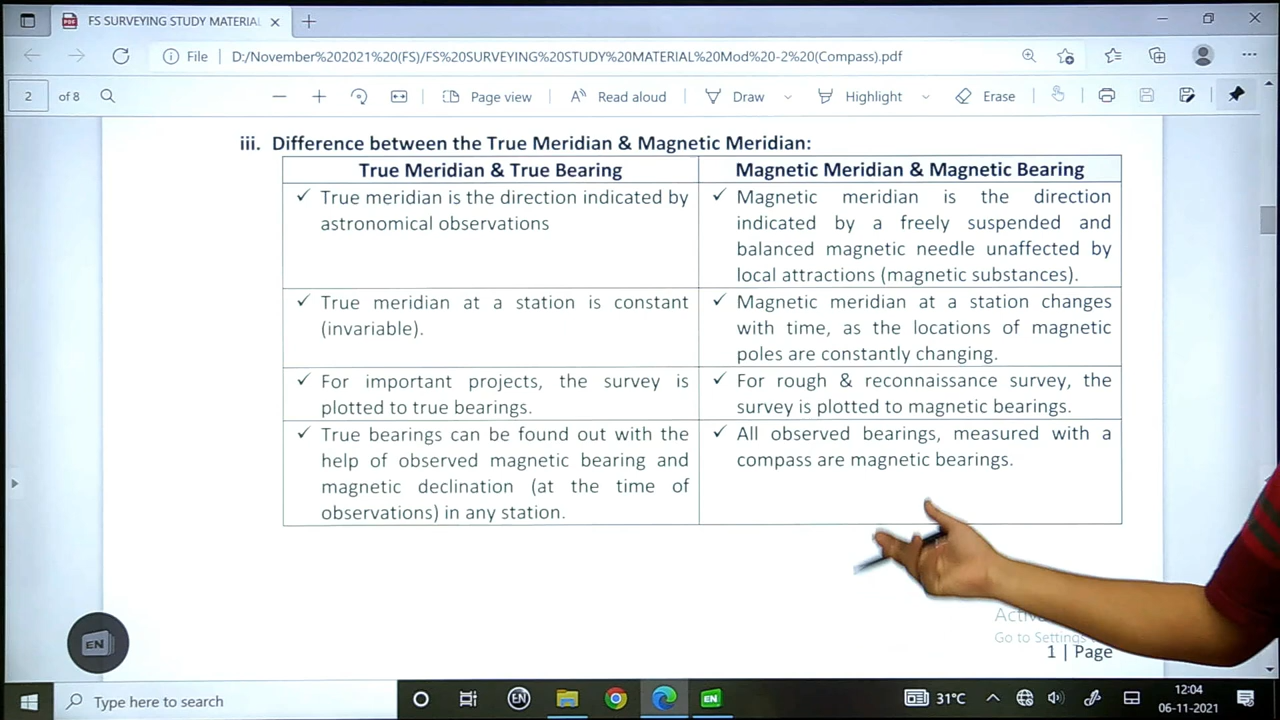 FS SURVEYING STUDY MATERIAL
File D:/November%202021%20(FS)/FS%20SURVEYING%20STUDY%20MATERIAL%20Mod%20-2%20(Compass).pdf
2 of 8 Page view Read aloud Draw Highlight Erase
iii. Difference between the True Meridian & Magnetic Meridian:
True Meridian & True Bearing
✓ True meridian is the direction indicated by
astronomical observations
Magnetic Meridian & Magnetic Bearing
✓ Magnetic meridian is the direction
indicated by a freely suspended and
balanced magnetic needle unaffected by
local attractions (magnetic substances).
✓ True meridian at a station is constant
(invariable).
✓ Magnetic meridian at a station changes
with time, as the locations of magnetic
poles are constantly changing.
✓ For important projects, the survey is
plotted to true bearings.
✓ For rough & reconnaissance survey, the
survey is plotted to magnetic bearings.
✓ True bearings can be found out with the
help of observed magnetic bearing and
magnetic declination (at the time of
observations) in any station.
✓ All observed bearings, measured with a
compass are magnetic bearings.
Go to Settings
1 | Page
EN
Type here to search
EN
EN
31°C
12:04
06-11-2021